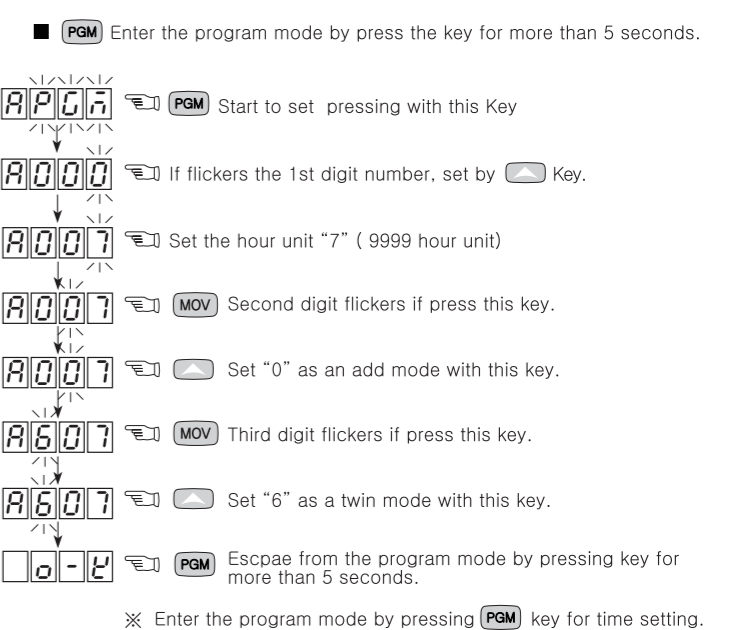 ■ PGM Enter the program mode by press the key for more than 5 seconds.
APGM PGM Start to set pressing with this Key
A000 If flickers the 1st digit number, set by Key.
A007 Set the hour unit “7” ( 9999 hour unit)
A007 MOV Second digit flickers if press this key.
A007 Set “0” as an add mode with this key.
A607 MOV Third digit flickers if press this key.
A607 Set “6” as a twin mode with this key.
o-k PGM Escpae from the program mode by pressing key for
more than 5 seconds.
※ Enter the program mode by pressing PGM key for time setting.